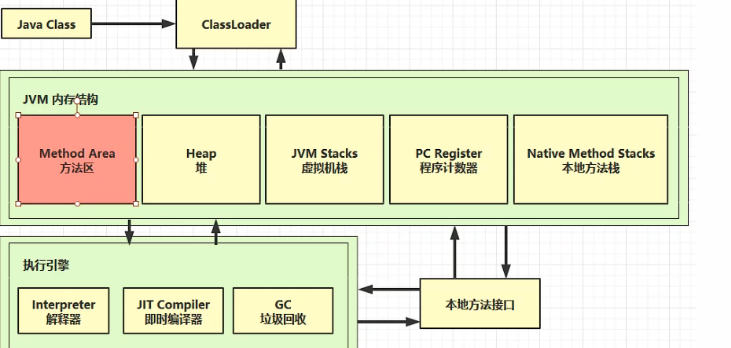 Java Class
ClassLoader
JVM 内存结构
Method Area
方法区
Heap
堆
JVM Stacks
虚拟机栈
PC Register
程序计数器
Native Method Stacks
本地方法栈
执行引擎
Interpreter
解释器
JIT Compiler
即时编译器
GC
垃圾回收
本地方法接口